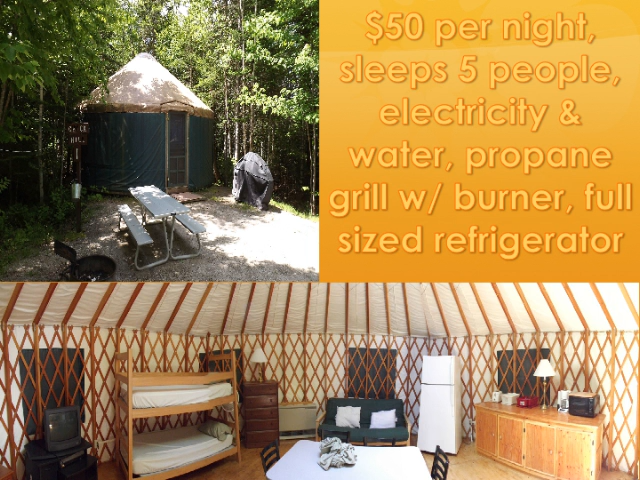 $50 per night,
sleeps 5 people,
electricity &
water, propane
grill w/ burner, full
sized refrigerator